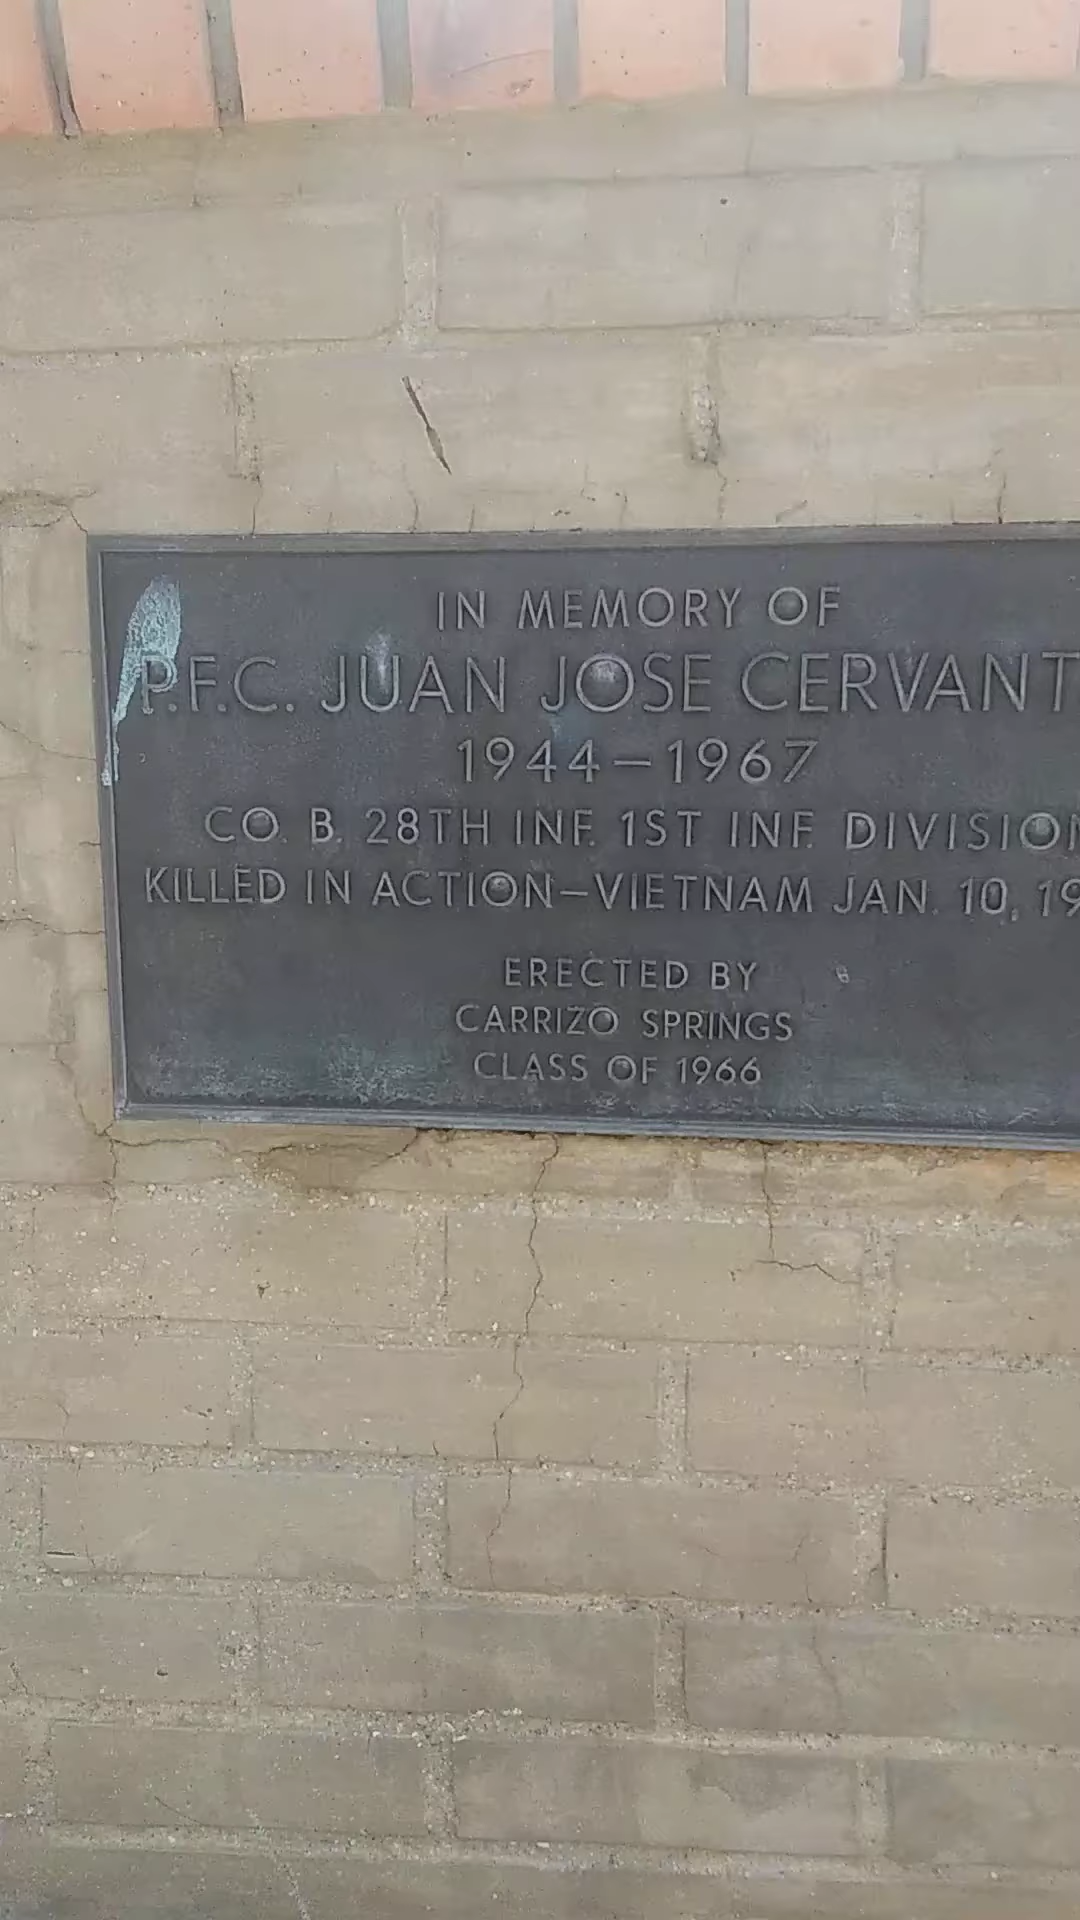 IN MEMORY OF
P.F.C. JUAN JOSE CERVANT
1944–1967
CO. B. 28TH INF. 1ST INF. DIVISION
KILLED IN ACTION–VIETNAM JAN. 10, 19
ERECTED BY
CARRIZO SPRINGS
CLASS OF 1966